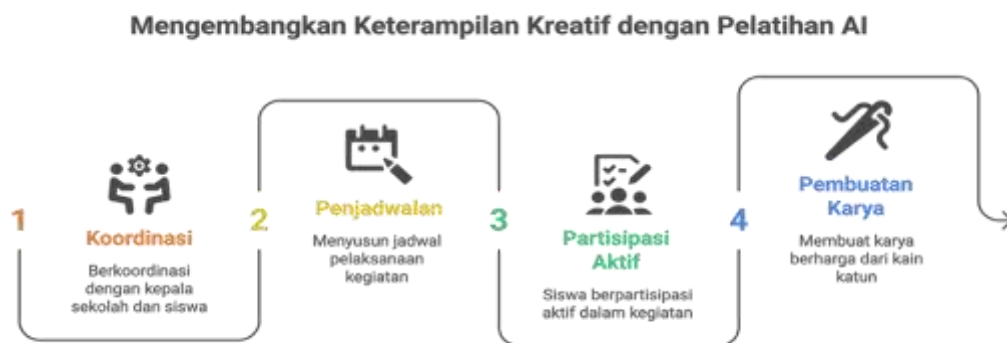 Mengembangkan Keterampilan Kreatif dengan Pelatihan AI
1
Koordinasi
Berkoordinasi
dengan kepala
sekolah dan siswa
2
Penjadwalan
Menyusun jadwal
pelaksanaan
kegiatan
3
Partisipasi
Aktif
Siswa berpartisipasi
aktif dalam kegiatan
4
Pembuatan
Karya
Membuat karya
berharga dari kain
katun